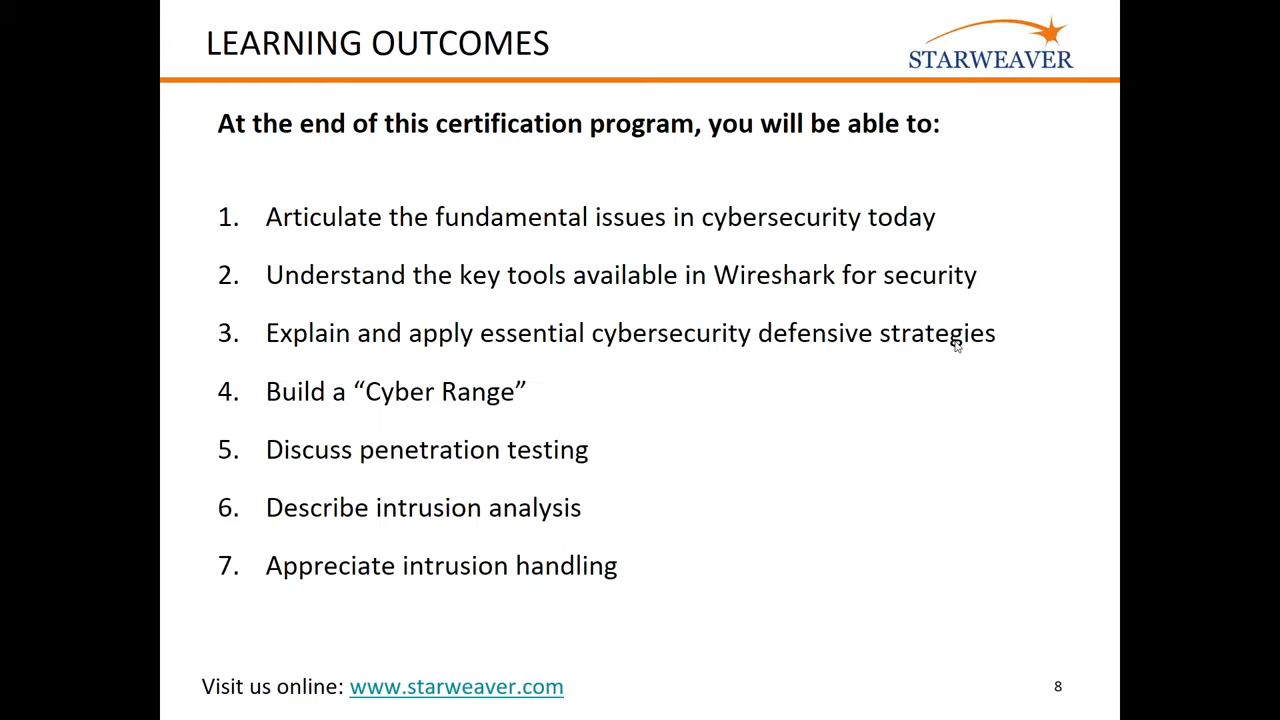 LEARNING OUTCOMES
STARWEAVER
At the end of this certification program, you will be able to:
1. Articulate the fundamental issues in cybersecurity today
2. Understand the key tools available in Wireshark for security
3. Explain and apply essential cybersecurity defensive strategies
4. Build a “Cyber Range”
5. Discuss penetration testing
6. Describe intrusion analysis
7. Appreciate intrusion handling
Visit us online: www.starweaver.com
8